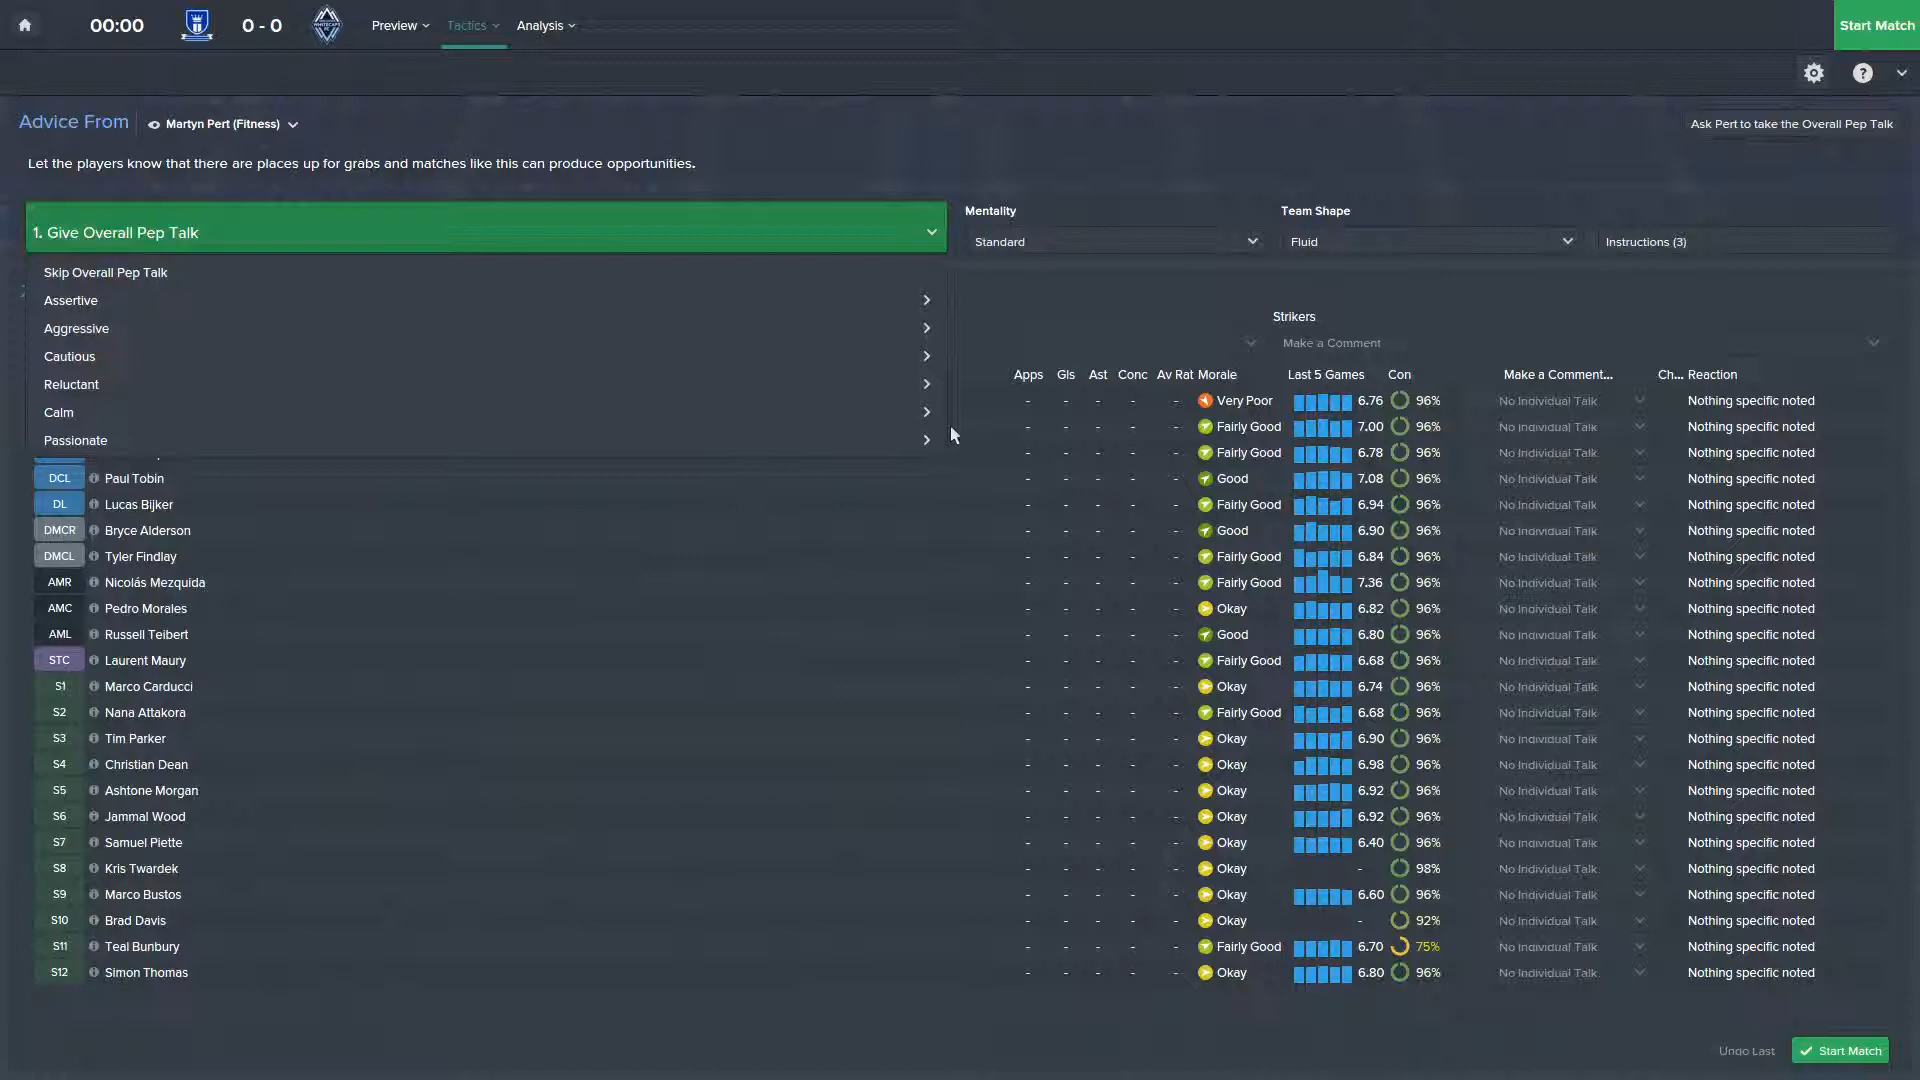 00:00
0 - 0
WHITECAPS FC
Preview
Tactics
Analysis
Start Match
?
Advice From
Martyn Pert (Fitness)
Ask Pert to take the Overall Pep Talk
Let the players know that there are places up for grabs and matches like this can produce opportunities.
1. Give Overall Pep Talk
Mentality
Standard
Team Shape
Fluid
Instructions (3)
Skip Overall Pep Talk
Assertive
Aggressive
Cautious
Reluctant
Calm
Passionate
Strikers
Make a Comment
Apps Gls Ast Conc Av Rat Morale Last 5 Games Con Make a Comment... Ch... Reaction
- - - - - Very Poor 6.76 96% No Individual Talk Nothing specific noted
- - - - - Fairly Good 7.00 96% No Individual Talk Nothing specific noted
- - - - - Fairly Good 6.78 96% No Individual Talk Nothing specific noted
DCL Paul Tobin - - - - - Good 7.08 96% No Individual Talk Nothing specific noted
DL Lucas Bijker - - - - - Fairly Good 6.94 96% No Individual Talk Nothing specific noted
DMCR Bryce Alderson - - - - - Good 6.90 96% No Individual Talk Nothing specific noted
DMCL Tyler Findlay - - - - - Fairly Good 6.84 96% No Individual Talk Nothing specific noted
AMR Nicolás Mezquida - - - - - Fairly Good 7.36 96% No Individual Talk Nothing specific noted
AMC Pedro Morales - - - - - Okay 6.82 96% No Individual Talk Nothing specific noted
AML Russell Teibert - - - - - Good 6.80 96% No Individual Talk Nothing specific noted
STC Laurent Maury - - - - - Fairly Good 6.68 96% No Individual Talk Nothing specific noted
S1 Marco Carducci - - - - - Okay 6.74 96% No Individual Talk Nothing specific noted
S2 Nana Attakora - - - - - Fairly Good 6.68 96% No Individual Talk Nothing specific noted
S3 Tim Parker - - - - - Okay 6.90 96% No Individual Talk Nothing specific noted
S4 Christian Dean - - - - - Okay 6.98 96% No Individual Talk Nothing specific noted
S5 Ashtone Morgan - - - - - Okay 6.92 96% No Individual Talk Nothing specific noted
S6 Jammal Wood - - - - - Okay 6.92 96% No Individual Talk Nothing specific noted
S7 Samuel Piette - - - - - Okay 6.40 96% No Individual Talk Nothing specific noted
S8 Kris Twardek - - - - - Okay - 98% No Individual Talk Nothing specific noted
S9 Marco Bustos - - - - - Okay 6.60 96% No Individual Talk Nothing specific noted
S10 Brad Davis - - - - - Okay - 92% No Individual Talk Nothing specific noted
S11 Teal Bunbury - - - - - Fairly Good 6.70 75% No Individual Talk Nothing specific noted
S12 Simon Thomas - - - - - Okay 6.80 96% No Individual Talk Nothing specific noted
Undo Last
Start Match